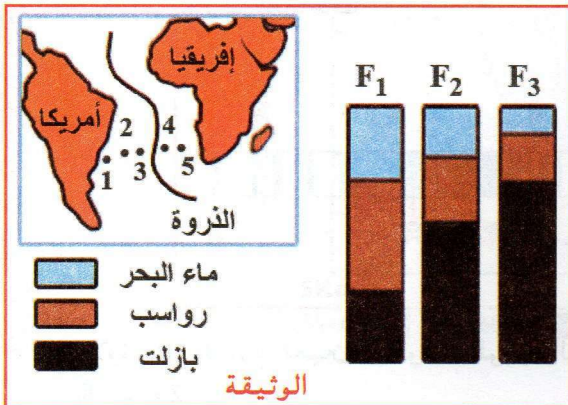 إفريقيا
أمريكا
1
2
3
4
5
الذروة
ماء البحر
رواسب
بازلت
F₁
F₂
F₃
الوثيقة